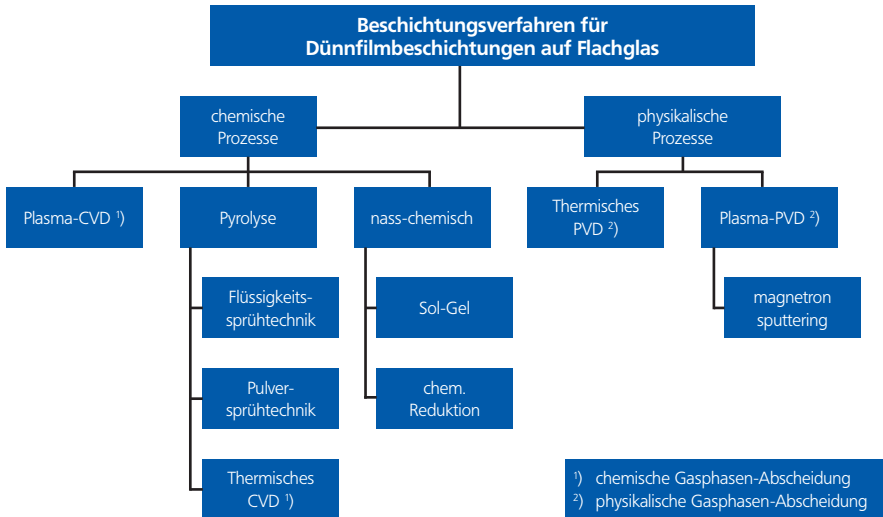 Beschichtungsverfahren für
Dünnfilmbeschichtungen auf Flachglas
chemische
Prozesse
physikalische
Prozesse
Plasma-CVD ¹)
Pyrolyse
nass-chemisch
Thermisches
PVD ²)
Plasma-PVD ²)
Flüssigkeits-
sprühtechnik
Sol-Gel
magnetron
sputtering
Pulver-
sprühtechnik
chem.
Reduktion
Thermisches
CVD ¹)
¹) chemische Gasphasen-Abscheidung
²) physikalische Gasphasen-Abscheidung